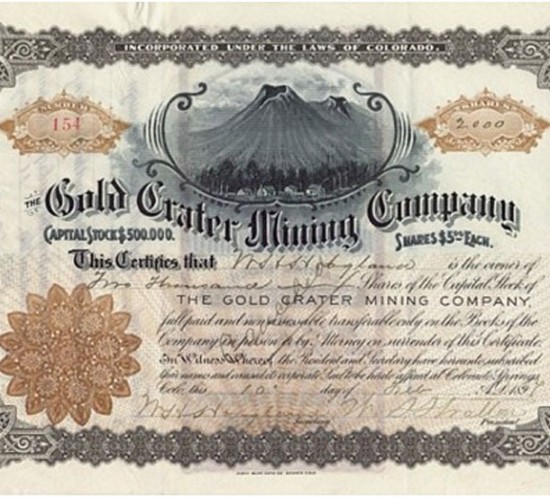 INCORPORATED UNDER THE LAWS OF COLORADO.
NUMBER SHARES
154 2000
THE Gold Crater Mining Company
CAPITAL STOCK $500.000. SHARES $5.00 EACH.
This Certifies that is the owner of
Two thousand Shares of the Capital Stock of
THE GOLD CRATER MINING COMPANY,
full paid and non assessable transferable only on the Books of the
Company in person or by Attorney on surrender of this Certificate.
In Witness Whereof, the President and Secretary have hereunto subscribed
their names and caused its corporate Seal to be hereto affixed at Colorado Springs,
Colo. this day of A.D. 189
President